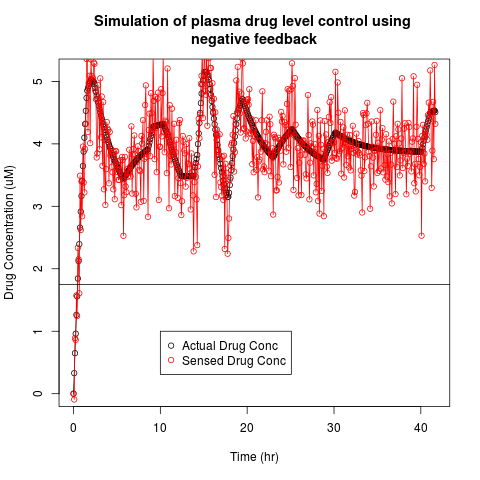 Simulation of plasma drug level control using
negative feedback
Drug Concentration (uM)
5
4
3
2
1
0
Actual Drug Conc
Sensed Drug Conc
0 10 20 30 40
Time (hr)